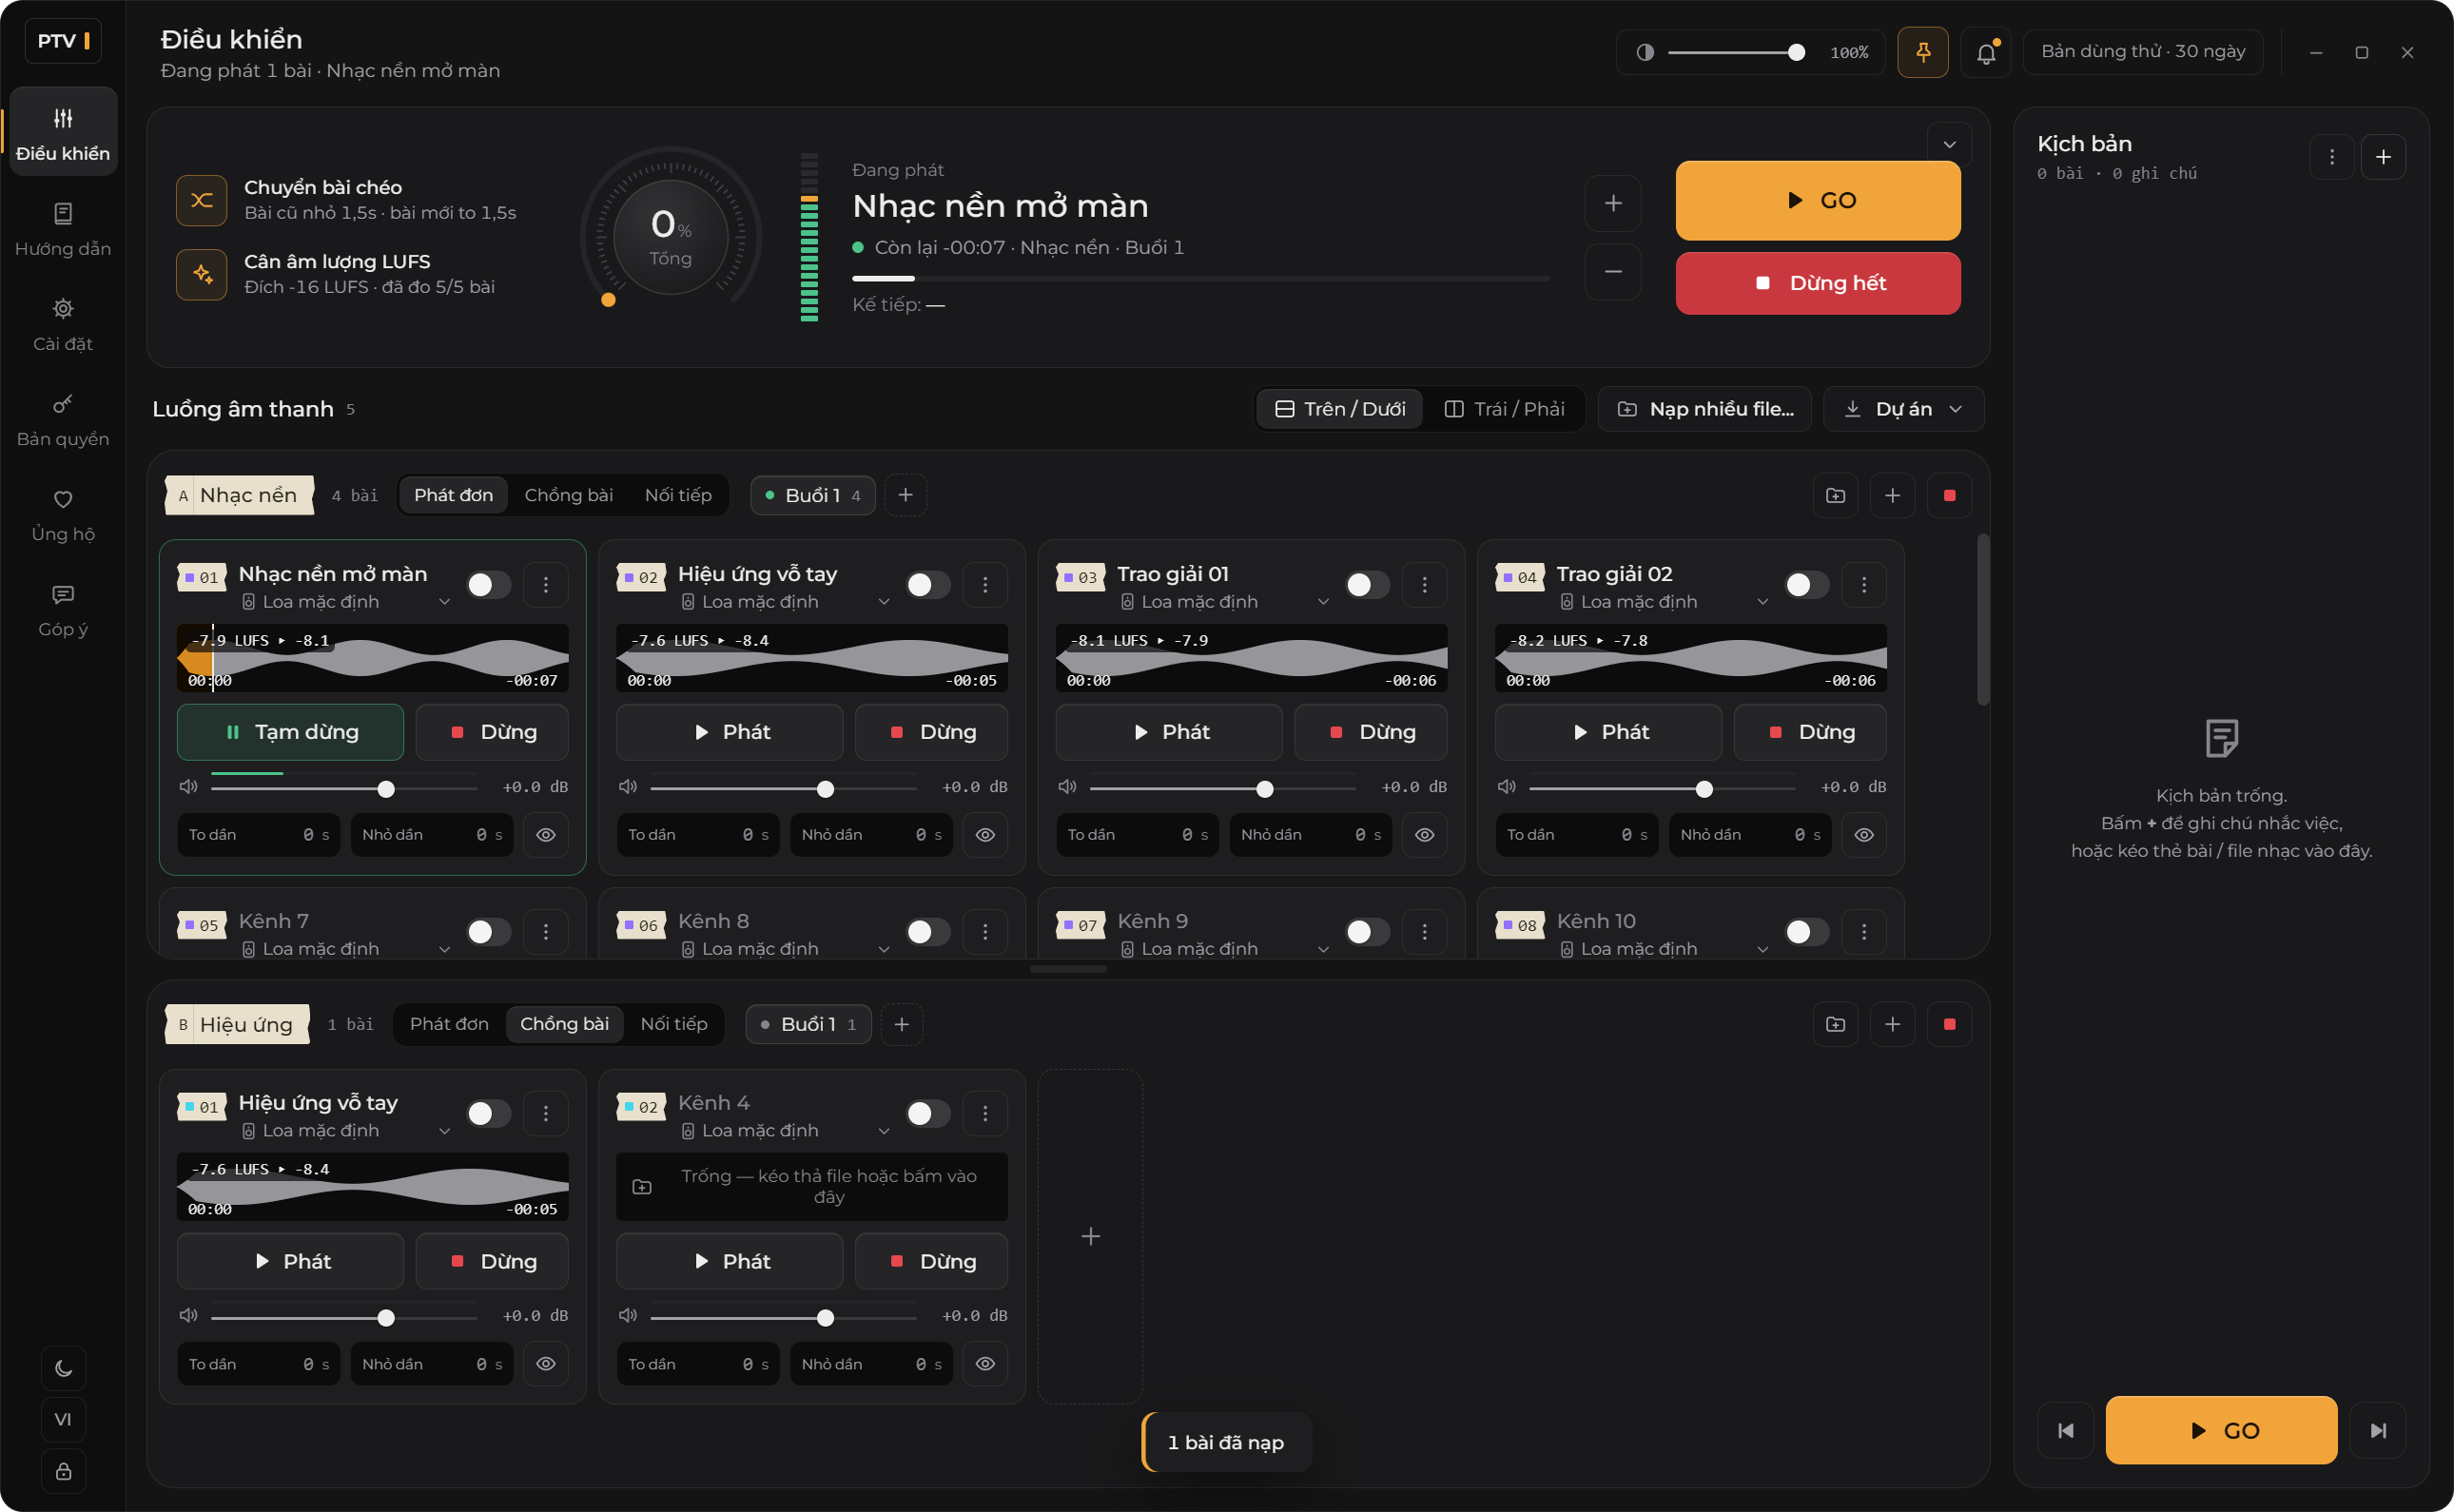 PTV
Điều khiển
Đang phát 1 bài · Nhạc nền mở màn
100%
Bản dùng thử · 30 ngày
Điều khiển
Hướng dẫn
Cài đặt
Bản quyền
Ủng hộ
Góp ý
VI
Chuyển bài chéo
Bài cũ nhỏ 1,5s · bài mới to 1,5s
Cân âm lượng LUFS
Đích -16 LUFS · đã đo 5/5 bài
0%
Tổng
Đang phát
Nhạc nền mở màn
Còn lại -00:07 · Nhạc nền · Buổi 1
Kế tiếp: —
GO
Dừng hết
Luồng âm thanh 5
Trên / Dưới
Trái / Phải
Nạp nhiều file...
Dự án
A Nhạc nền 4 bài
Phát đơn Chồng bài Nối tiếp
Buổi 1 4
01 Nhạc nền mở màn
Loa mặc định
-7.9 LUFS ▸ -8.1
00:00 -00:07
Tạm dừng Dừng
+0.0 dB
To dần 0 s Nhỏ dần 0 s
02 Hiệu ứng vỗ tay
Loa mặc định
-7.6 LUFS ▸ -8.4
00:00 -00:05
Phát Dừng
+0.0 dB
To dần 0 s Nhỏ dần 0 s
03 Trao giải 01
Loa mặc định
-8.1 LUFS ▸ -7.9
00:00 -00:06
Phát Dừng
+0.0 dB
To dần 0 s Nhỏ dần 0 s
04 Trao giải 02
Loa mặc định
-8.2 LUFS ▸ -7.8
00:00 -00:06
Phát Dừng
+0.0 dB
To dần 0 s Nhỏ dần 0 s
05 Kênh 7
Loa mặc định
06 Kênh 8
Loa mặc định
07 Kênh 9
Loa mặc định
08 Kênh 10
Loa mặc định
B Hiệu ứng 1 bài
Phát đơn Chồng bài Nối tiếp
Buổi 1 1
01 Hiệu ứng vỗ tay
Loa mặc định
-7.6 LUFS ▸ -8.4
00:00 -00:05
Phát Dừng
+0.0 dB
To dần 0 s Nhỏ dần 0 s
02 Kênh 4
Loa mặc định
Trống — kéo thả file hoặc bấm vào
đây
Phát Dừng
+0.0 dB
To dần 0 s Nhỏ dần 0 s
1 bài đã nạp
Kịch bản
0 bài · 0 ghi chú
Kịch bản trống.
Bấm + để ghi chú nhắc việc,
hoặc kéo thẻ bài / file nhạc vào đây.
GO